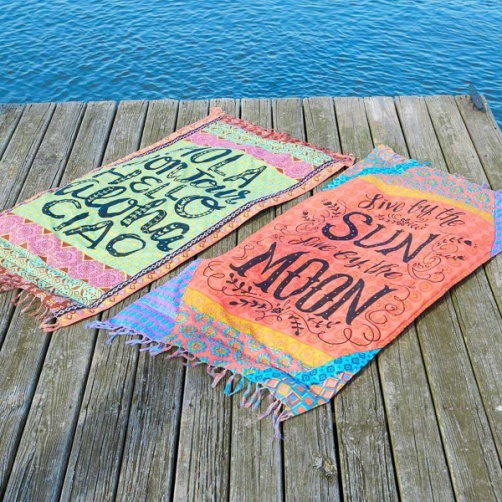 HOLA
Bonjour
HELLO
aloha
CIAO
Live by the
SUN
Love by the
MOON